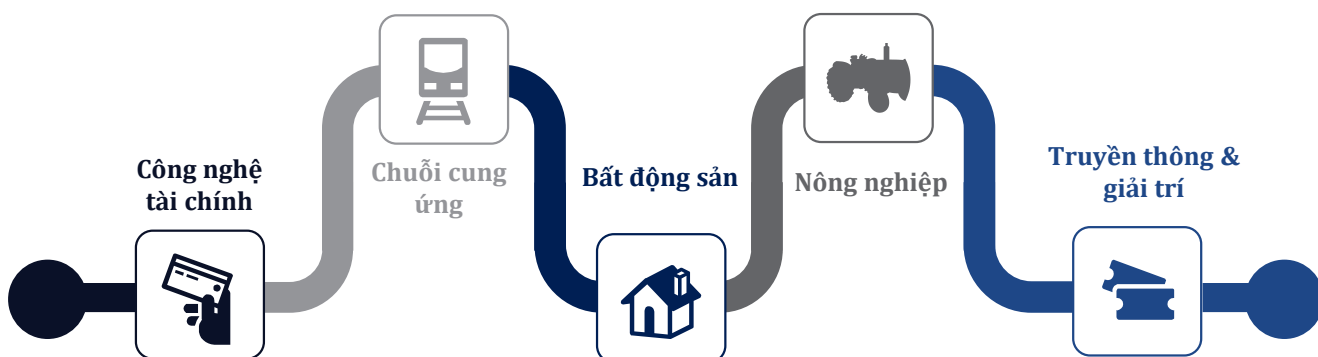 Công nghệ
tài chính
Chuỗi cung
ứng
Bất động sản
Nông nghiệp
Truyền thông &
giải trí